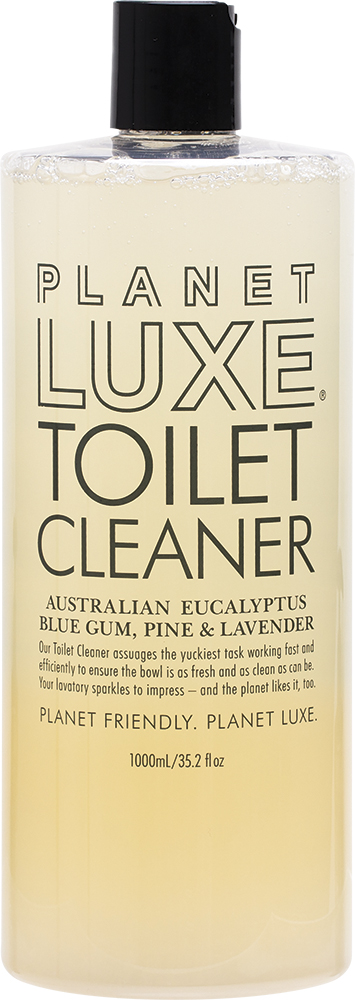 PLANET
LUXE®
TOILET
CLEANER
AUSTRALIAN EUCALYPTUS
BLUE GUM, PINE & LAVENDER
Our Toilet Cleaner assuages the yuckiest task working fast and
efficiently to ensure the bowl is as fresh and as clean as can be.
Your lavatory sparkles to impress – and the planet likes it, too.
PLANET FRIENDLY. PLANET LUXE.
1000mL/35.2 fl oz